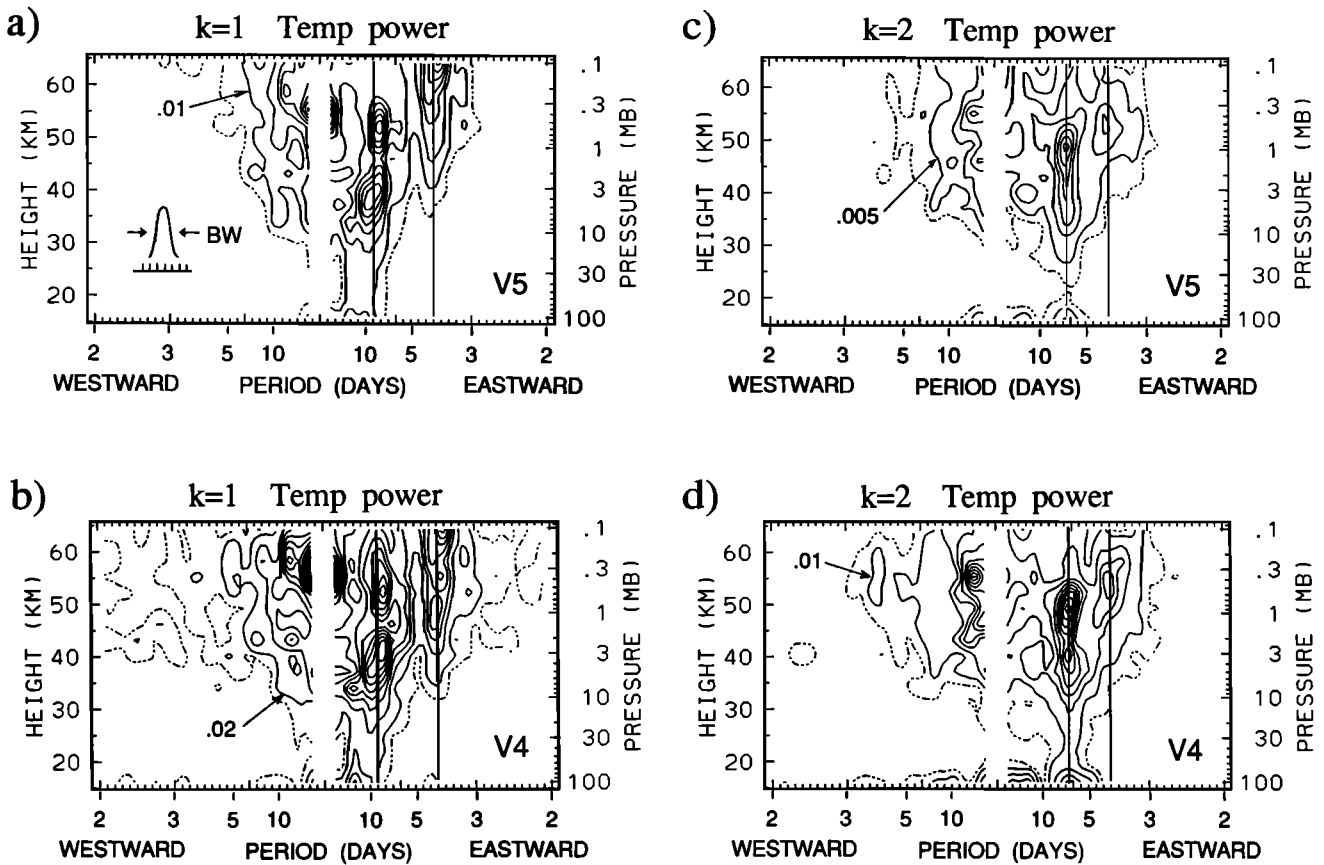 a)
k=1 Temp power
HEIGHT (KM)
60
50
40
30
20
.01
BW
V5
.1
.3
1
3
10
30
100
PRESSURE (MB)
2 3 5 10 10 5 3 2
WESTWARD PERIOD (DAYS) EASTWARD
c)
k=2 Temp power
HEIGHT (KM)
60
50
40
30
20
.005
V5
.1
.3
1
3
10
30
100
PRESSURE (MB)
2 3 5 10 10 5 3 2
WESTWARD PERIOD (DAYS) EASTWARD
b)
k=1 Temp power
HEIGHT (KM)
60
50
40
30
20
.02
V4
.1
.3
1
3
10
30
100
PRESSURE (MB)
2 3 5 10 10 5 3 2
WESTWARD PERIOD (DAYS) EASTWARD
d)
k=2 Temp power
HEIGHT (KM)
60
50
40
30
20
.01
V4
.1
.3
1
3
10
30
100
PRESSURE (MB)
2 3 5 10 10 5 3 2
WESTWARD PERIOD (DAYS) EASTWARD